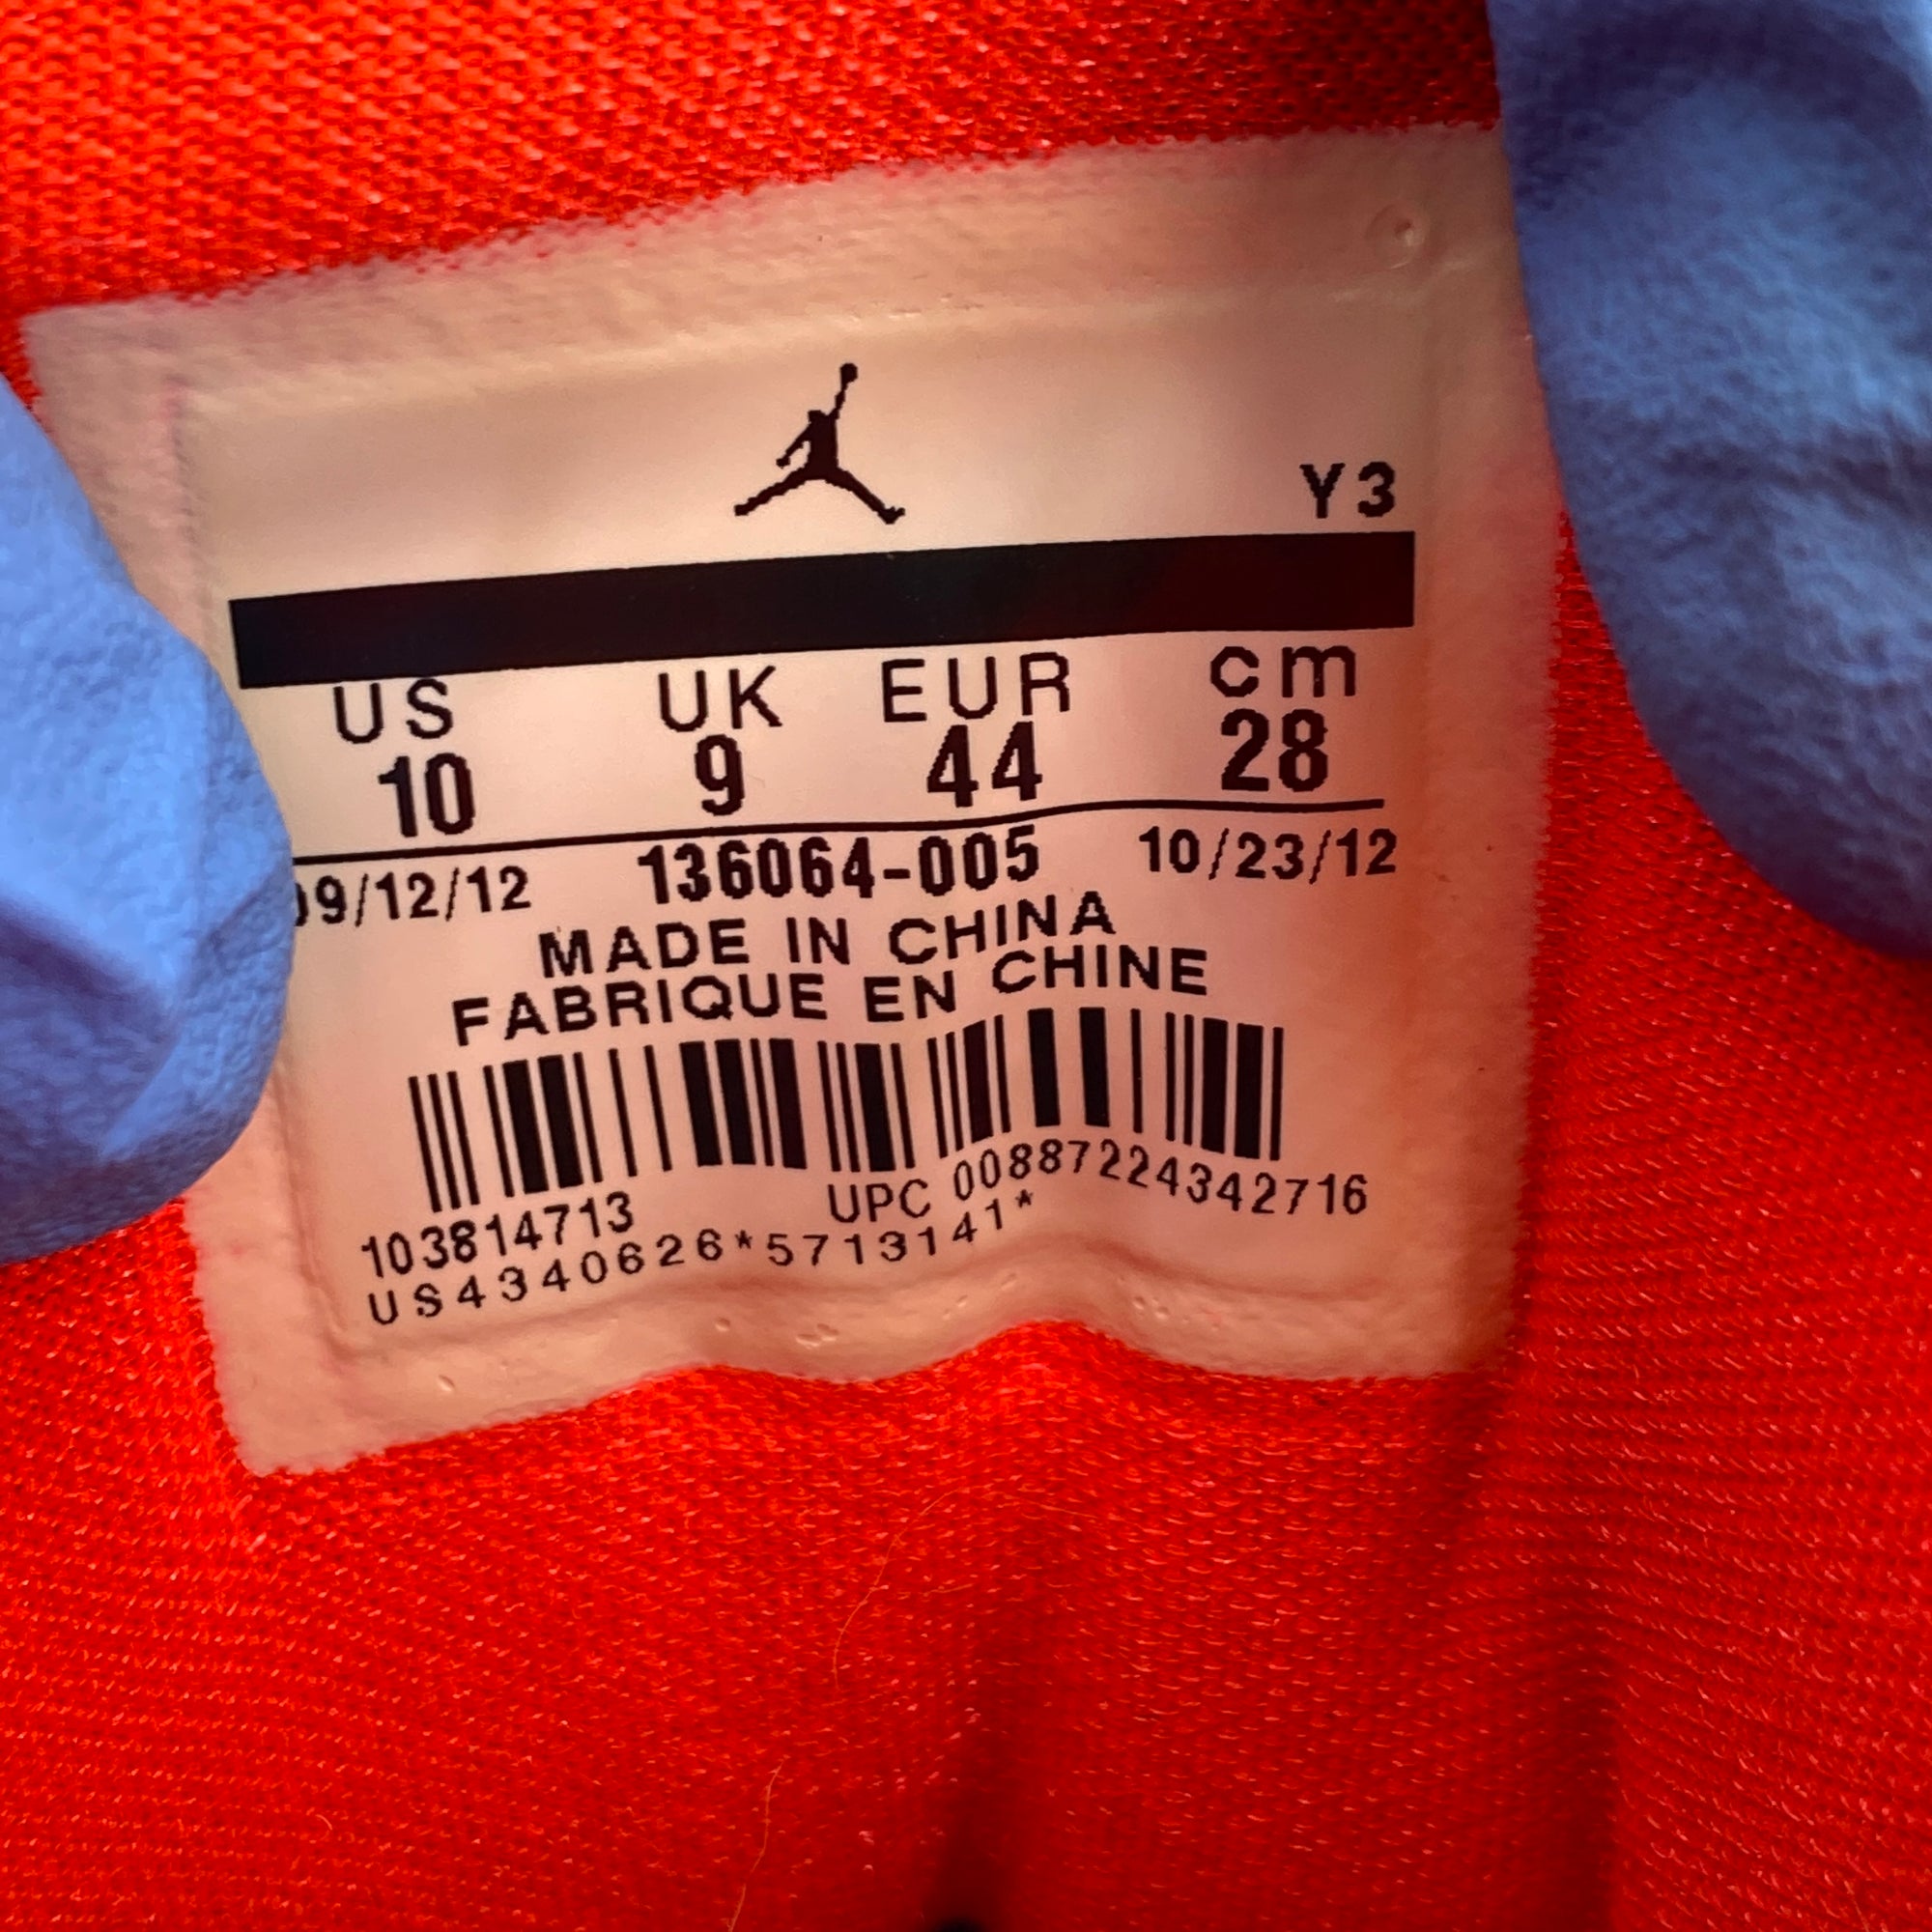 Y3
US UK EUR cm
10 9 44 28
9/12/12 136064-005 10/23/12
MADE IN CHINA
FABRIQUE EN CHINE
103814713 UPC 00887224342716
US4340626*5713141*